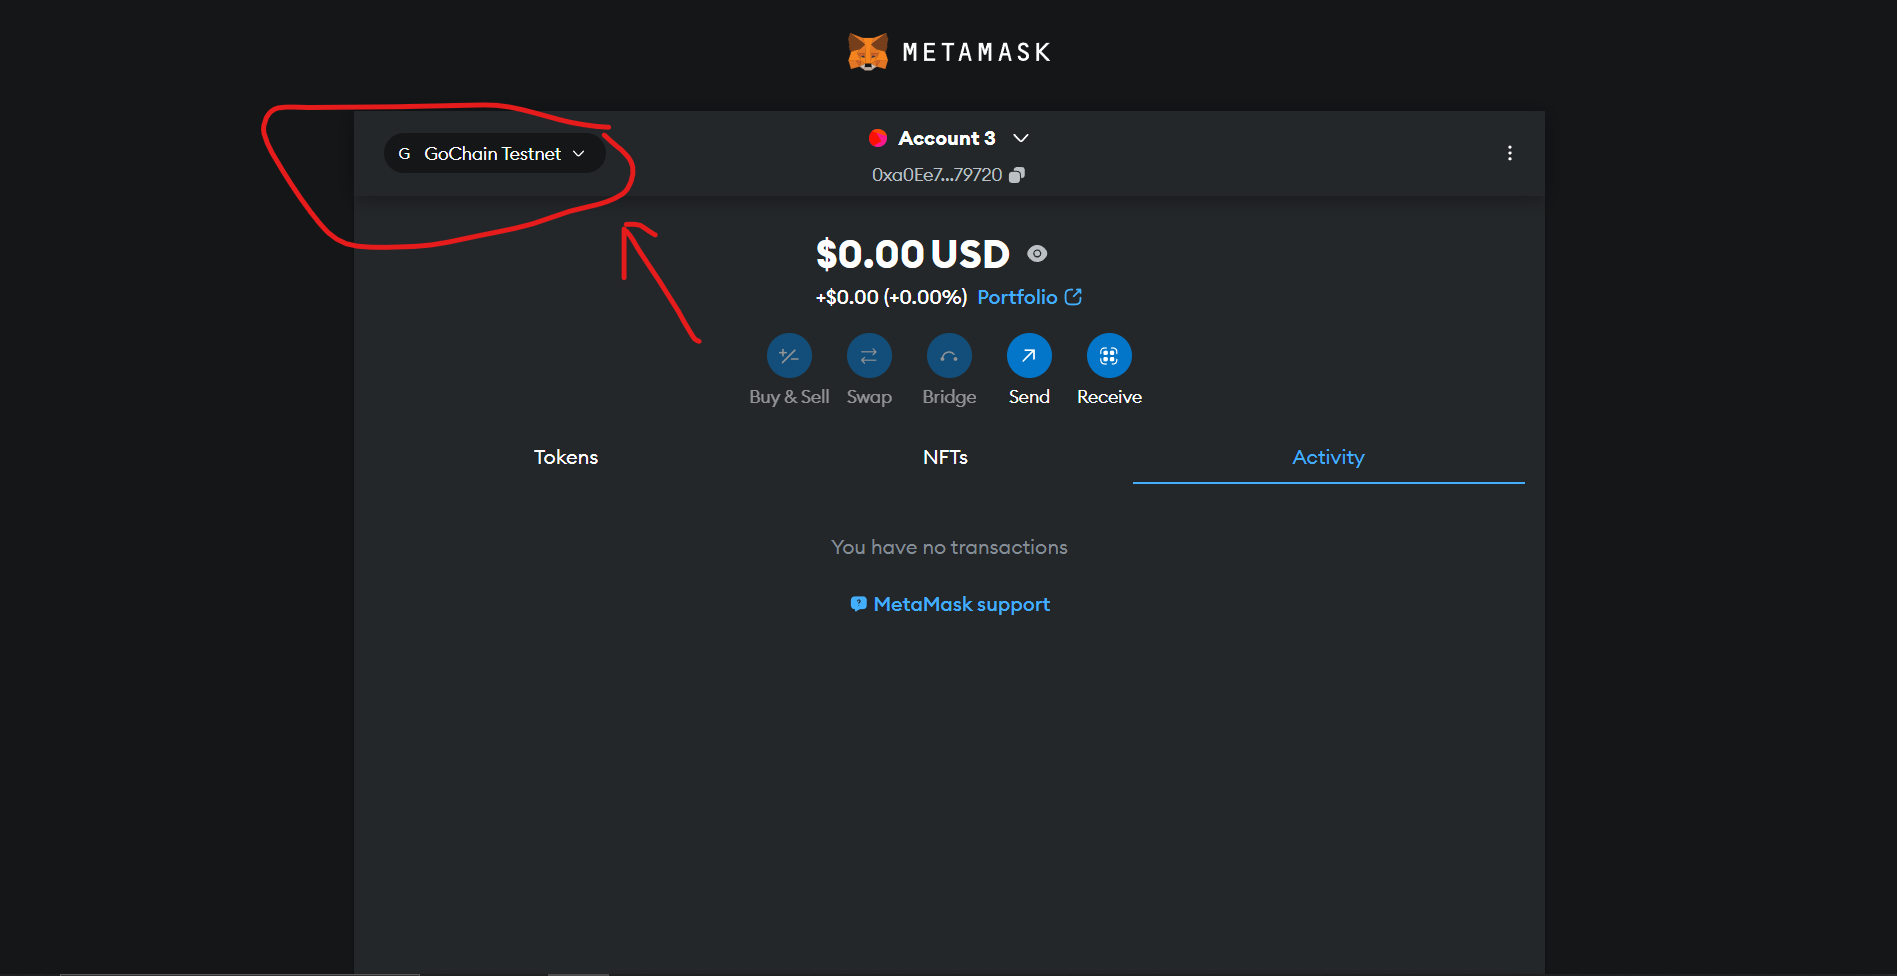 METAMASK
G GoChain Testnet
Account 3
0xa0Ee7...79720
$0.00 USD
+$0.00 (+0.00%) Portfolio
Buy & Sell Swap Bridge Send Receive
Tokens NFTs Activity
You have no transactions
MetaMask support